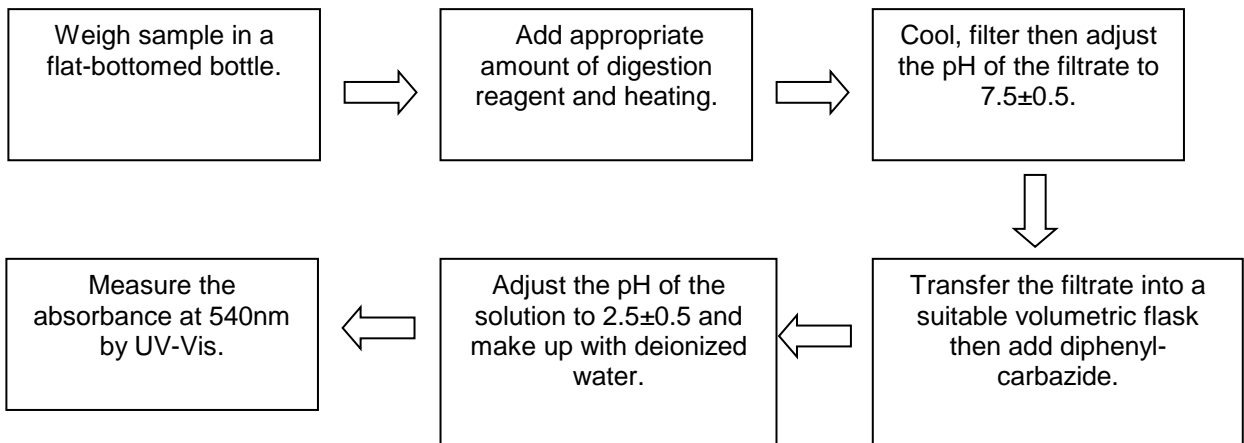 Weigh sample in a
flat-bottomed bottle.
Add appropriate
amount of digestion
reagent and heating.
Cool, filter then adjust
the pH of the filtrate to
7.5±0.5.
Transfer the filtrate into a
suitable volumetric flask
then add diphenyl-
carbazide.
Adjust the pH of the
solution to 2.5±0.5 and
make up with deionized
water.
Measure the
absorbance at 540nm
by UV-Vis.